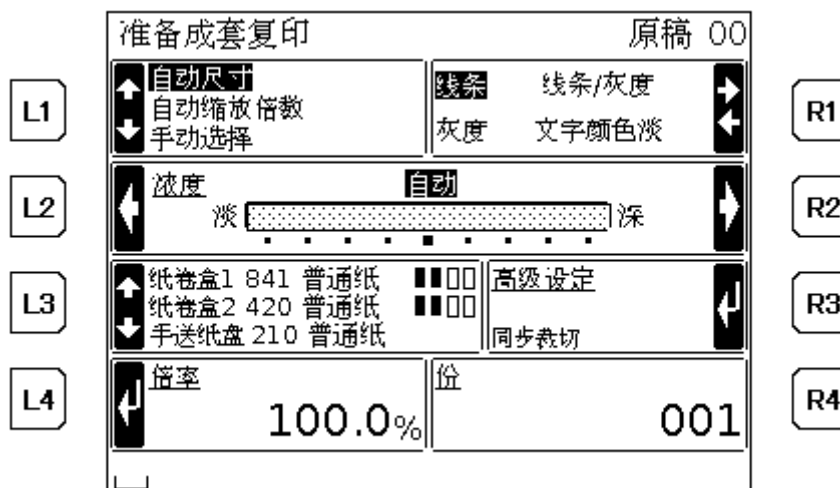 准备成套复印 原稿 00
L1
自动尺寸
自动缩放倍数
手动选择
线条 线条/灰度
灰度 文字颜色淡
R1
L2
浓度 自动
淡 深
R2
L3
纸卷盒1 841 普通纸
纸卷盒2 420 普通纸
手送纸盘 210 普通纸
高级设定
同步裁切
R3
L4
倍率
100.0%
份
001
R4